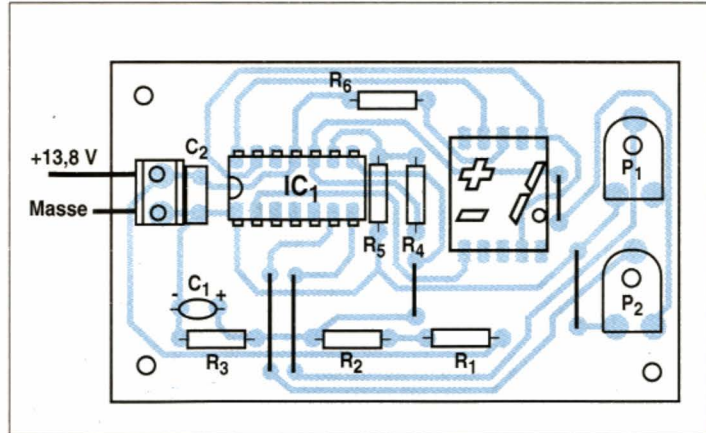 R6
C2
+13,8 V
P1
IC1
Masse
R5
R4
- C1 +
P2
R3
R2
R1